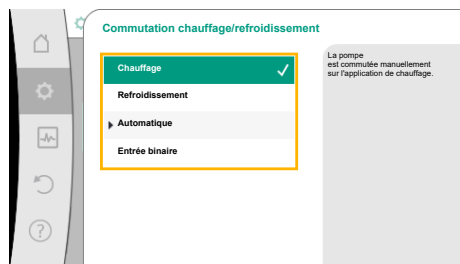 Commutation chauffage/refroidissement
Chauffage
Refroidissement
Automatique
Entrée binaire
La pompe
est commutée manuellement
sur l'application de chauffage.
?